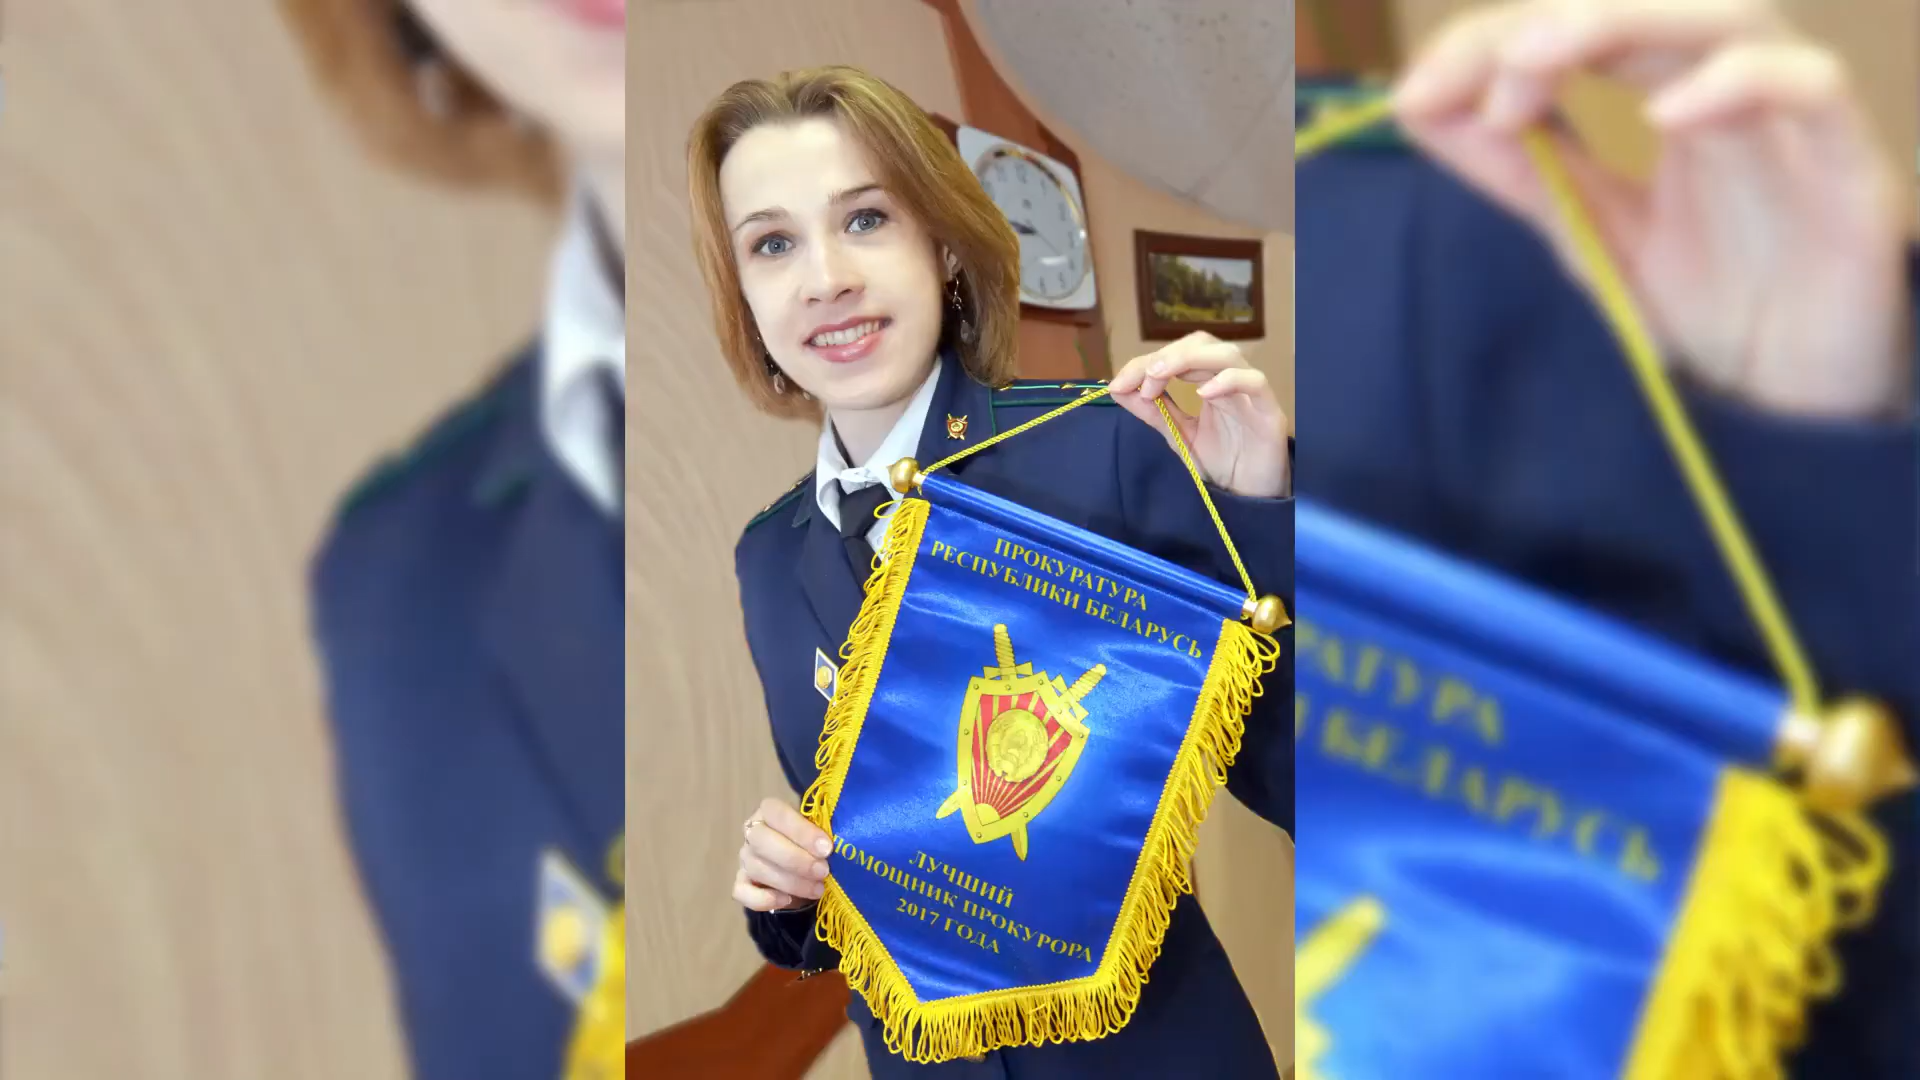 ПРОКУРАТУРА
РЕСПУБЛИКИ БЕЛАРУСЬ
ЛУЧШИЙ
ПОМОЩНИК ПРОКУРОРА
2017 ГОДА